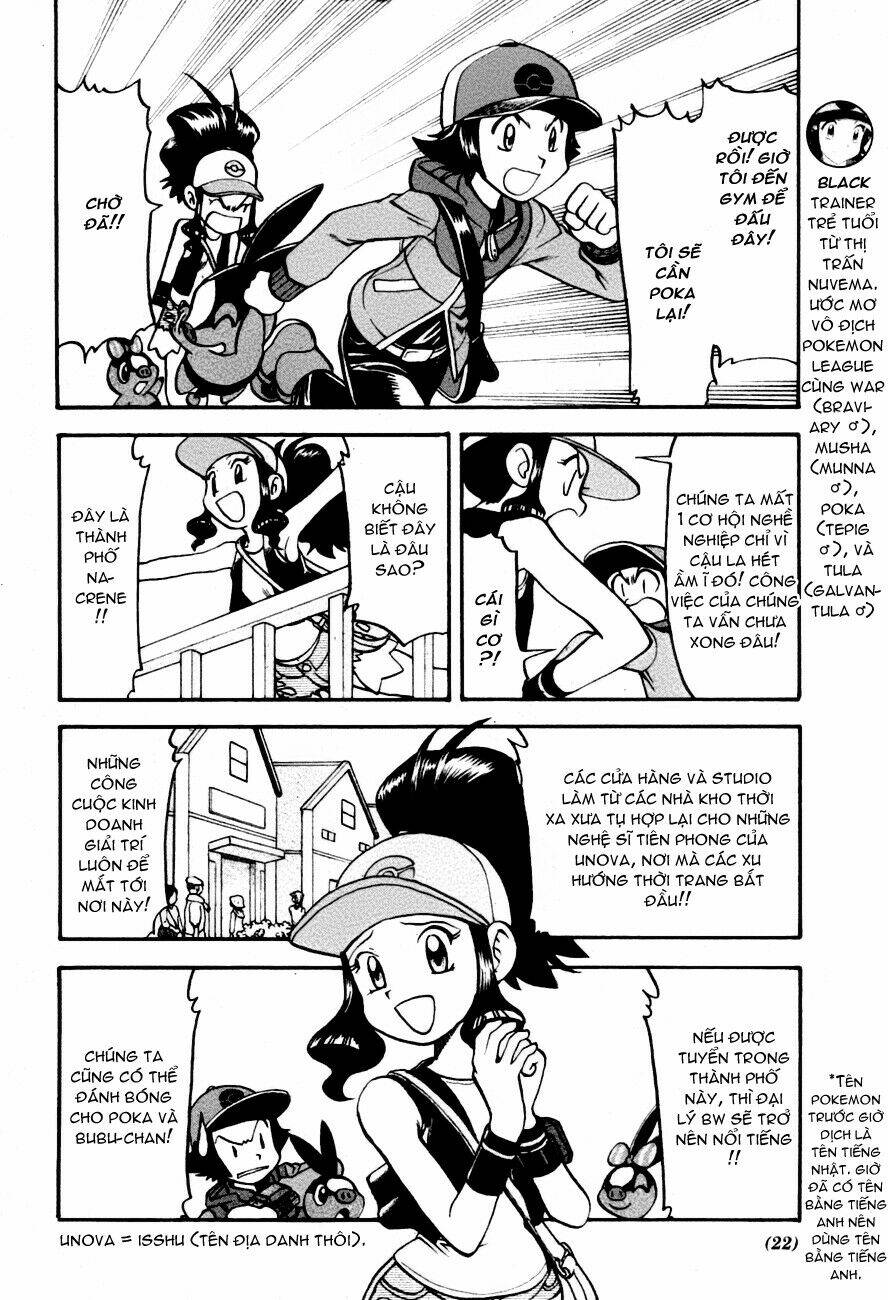 BLACK
TRAINER
TRẺ TUỔI
TỪ THỊ
TRẤN
NUVEMA.
ƯỚC MƠ
VÔ ĐỊCH
POKEMON
LEAGUE
CÙNG WAR
(BRAVI-
ARY ♂),
MUSHA
(MUNNA
♂),
POKA
(TEPIG
♂), VÀ
TULA
(GALVAN-
TULA ♂)
ĐƯỢC
RỒI! GIỜ
TÔI ĐẾN
GYM ĐỂ
ĐẤU
ĐÂY!
TÔI SẼ
CẦN
POKA
LẠI!
CHỜ
ĐÃ!!
CHÚNG TA MẤT
1 CƠ HỘI NGHỀ
NGHIỆP CHỈ VÌ
CẬU LA HÉT
ẦM Ĩ ĐÓ! CÔNG
VIỆC CỦA CHÚNG
TA VẪN CHƯA
XONG ĐÂU!
CÁI
GÌ
CƠ
?!
CẬU
KHÔNG
BIẾT ĐÂY
LÀ ĐÂU
SAO?
ĐÂY LÀ
THÀNH
PHỐ
NA-
CRENE
!!
CÁC CỬA HÀNG VÀ STUDIO
LÀM TỪ CÁC NHÀ KHO THỜI
XA XƯA TỤ HỢP LẠI CHO NHỮNG
NGHỆ SĨ TIÊN PHONG CỦA
UNOVA, NƠI MÀ CÁC XU
HƯỚNG THỜI TRANG BẮT
ĐẦU!!
NHỮNG
CÔNG
CUỘC KINH
DOANH
GIẢI TRÍ
LUÔN ĐỂ
MẮT TỚI
NƠI NÀY!
NẾU ĐƯỢC
TUYỂN TRONG
THÀNH PHỐ
NÀY, THÌ ĐẠI
LÝ BW SẼ TRỞ
NÊN NỔI TIẾNG
!!
CHÚNG TA
CŨNG CÓ THỂ
ĐÁNH BÓNG
CHO POKA VÀ
BUBU-CHAN!
*TÊN
POKEMON
TRƯỚC GIỜ
DỊCH LÀ
TÊN TIẾNG
NHẬT. GIỜ
ĐÃ CÓ TÊN
BẰNG TIẾNG
ANH NÊN
DÙNG TÊN
BẰNG TIẾNG
ANH.
UNOVA = ISSHU (TÊN ĐỊA DANH THÔI).
(22)